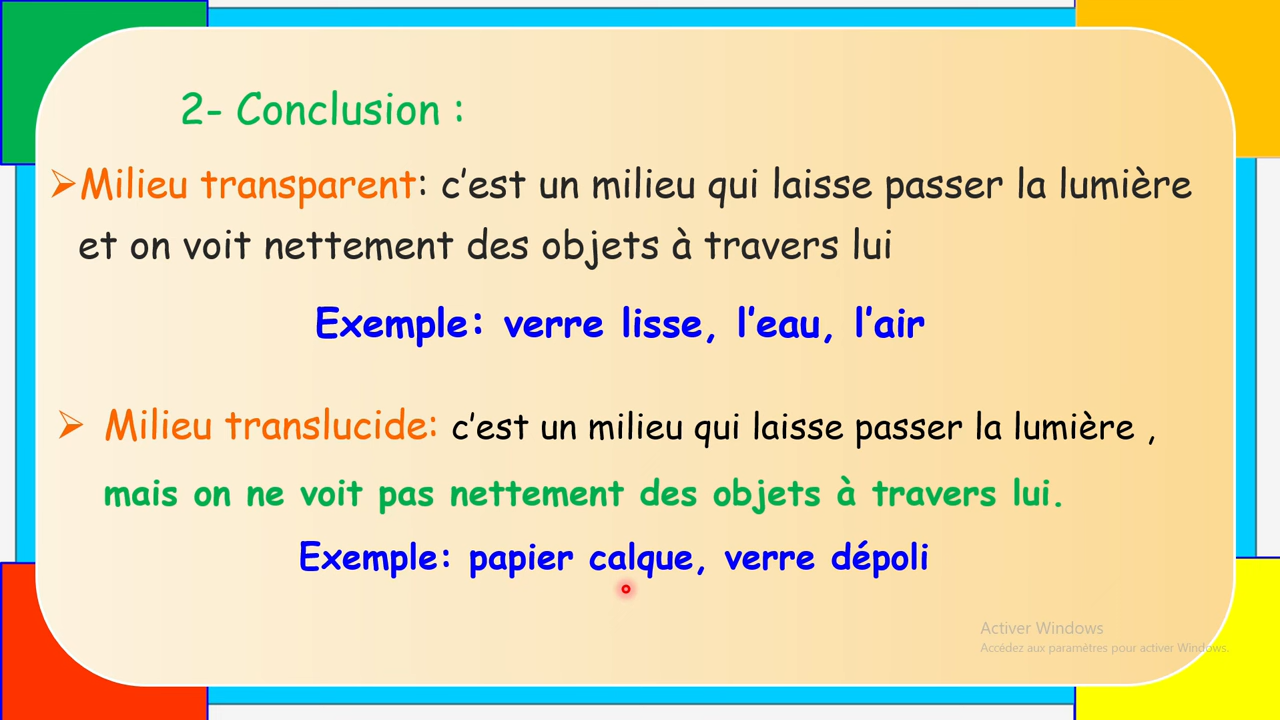 2- Conclusion :
➢Milieu transparent: c’est un milieu qui laisse passer la lumière
et on voit nettement des objets à travers lui
Exemple: verre lisse, l’eau, l’air
➢ Milieu translucide: c’est un milieu qui laisse passer la lumière ,
mais on ne voit pas nettement des objets à travers lui.
Exemple: papier calque, verre dépoli
Activer Windows
Accédez aux paramètres pour activer Windows.